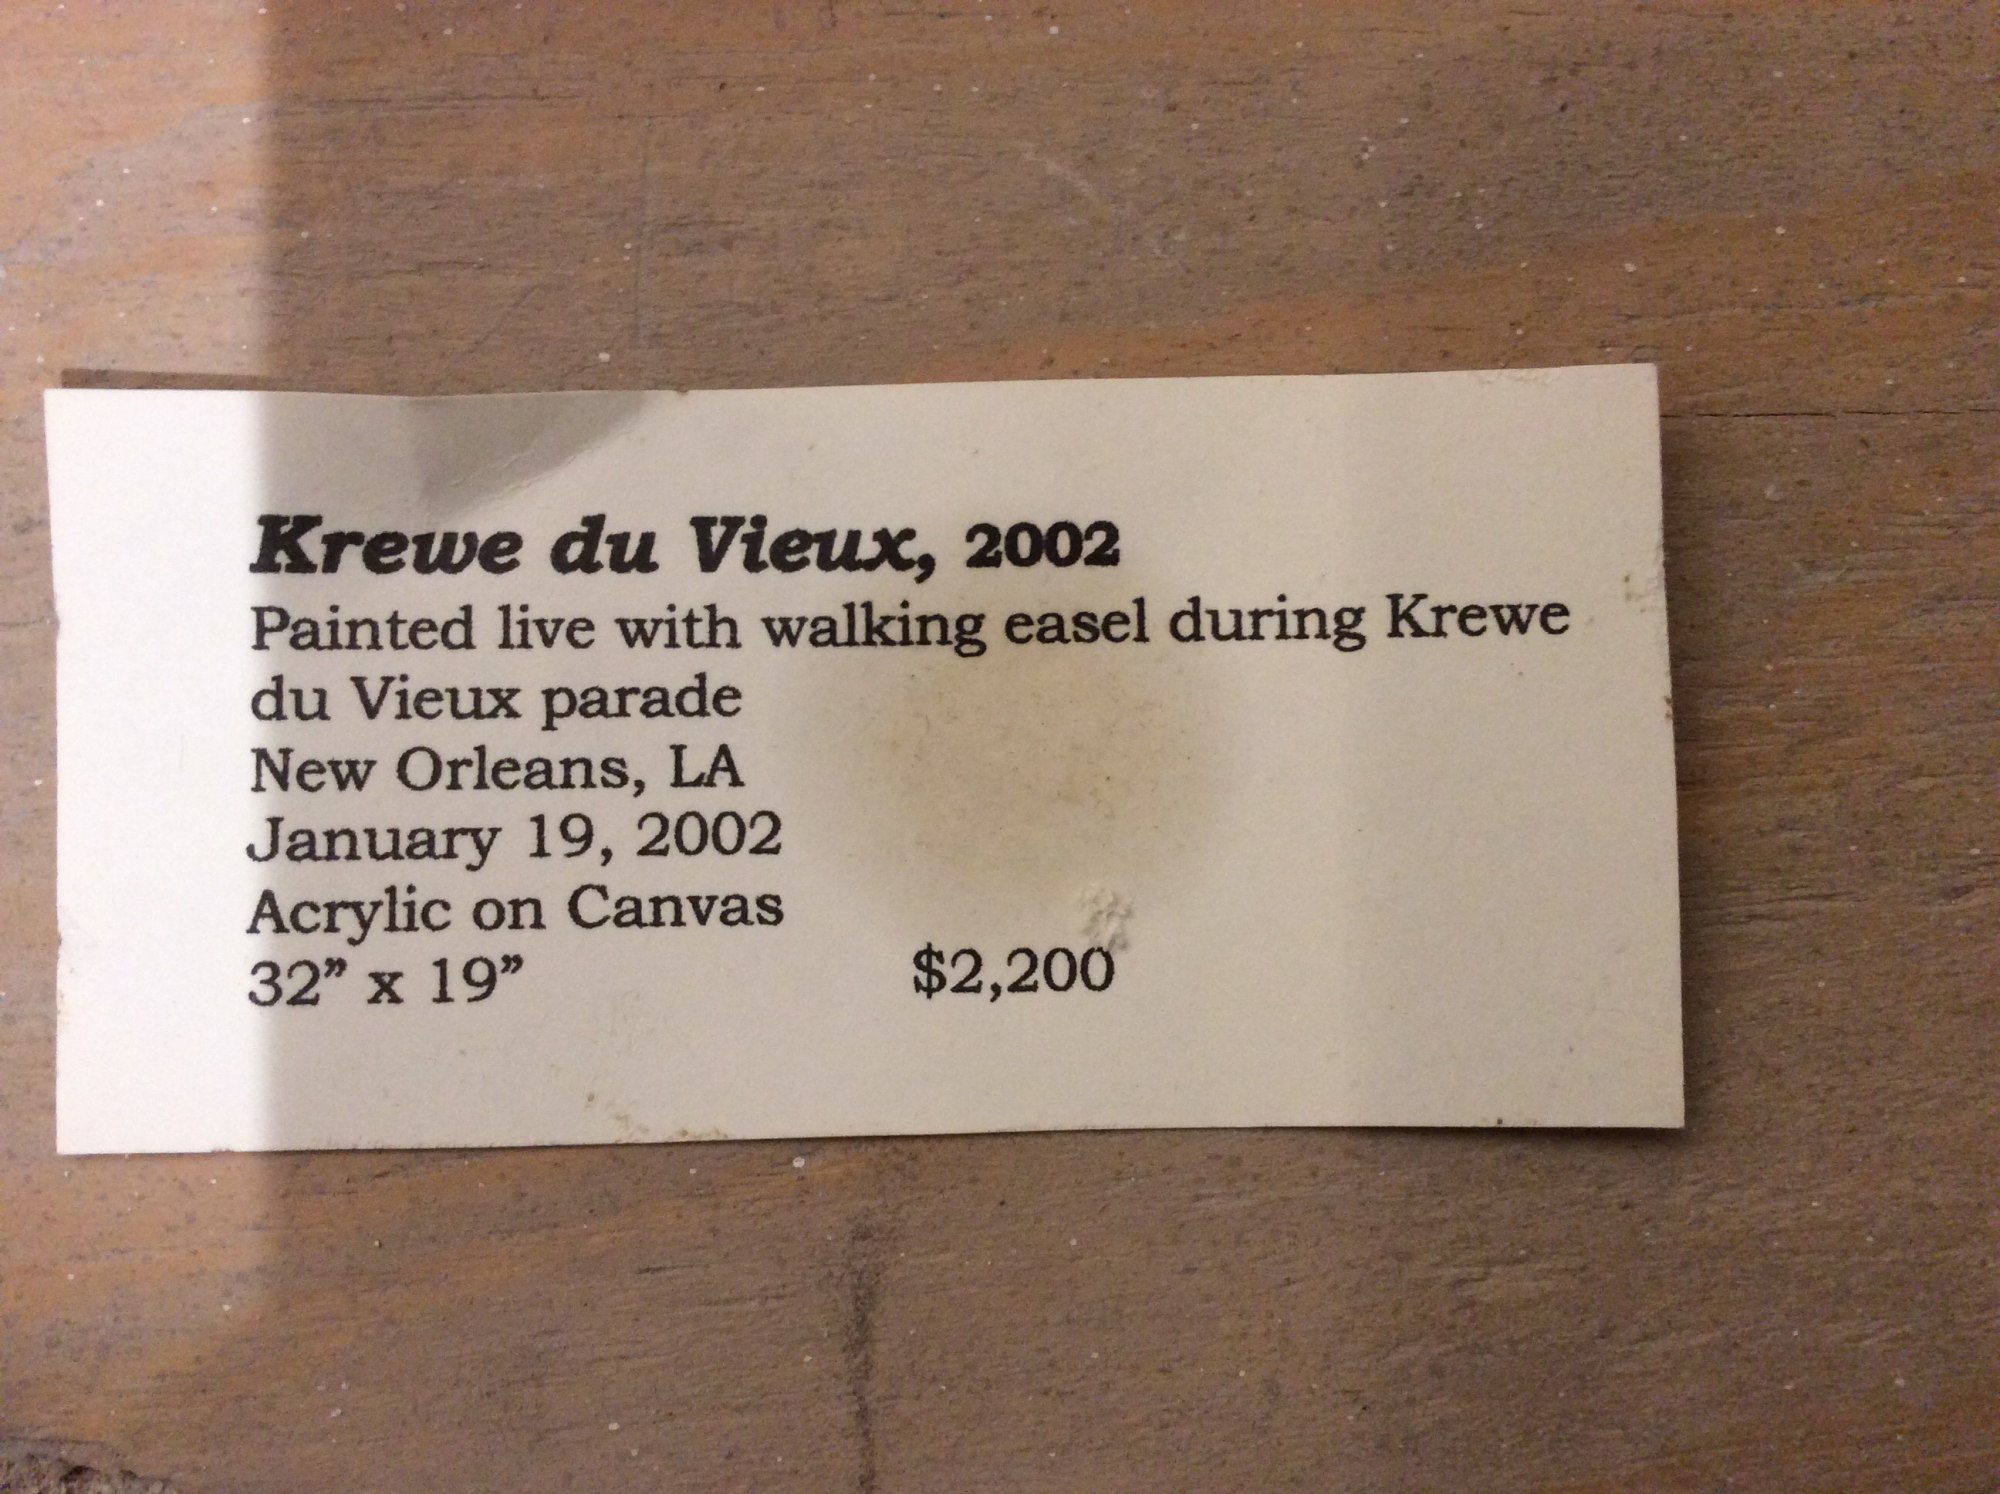 Krewe du Vieux, 2002
Painted live with walking easel during Krewe
du Vieux parade
New Orleans, LA
January 19, 2002
Acrylic on Canvas
32” x 19” $2,200